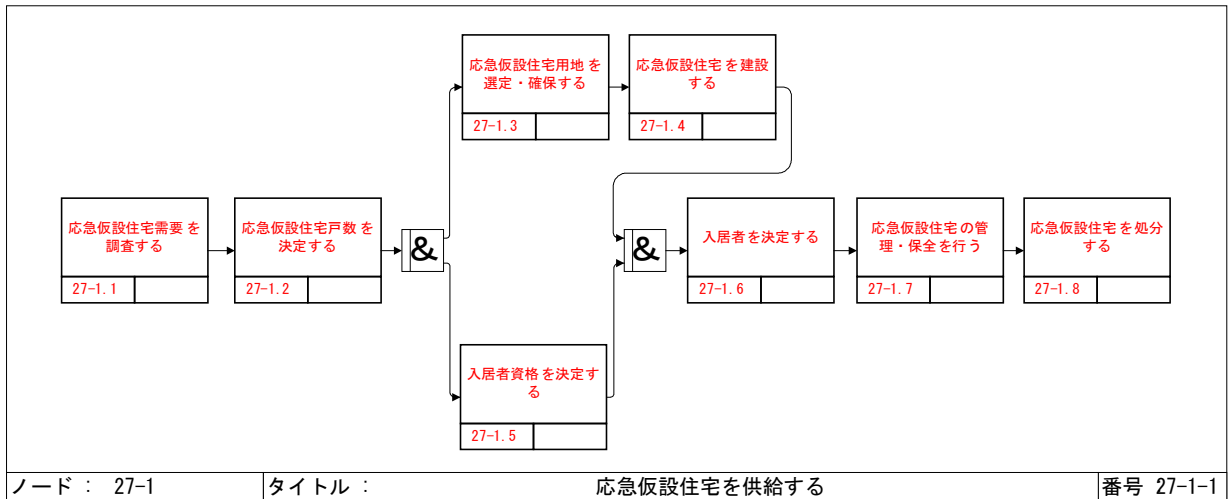 応急仮設住宅用地を
選定・確保する
27-1.3
応急仮設住宅を建設
する
27-1.4
応急仮設住宅需要を
調査する
27-1.1
応急仮設住宅戸数を
決定する
27-1.2
&
&
入居者を決定する
27-1.6
応急仮設住宅の管
理・保全を行う
27-1.7
応急仮設住宅を処分
する
27-1.8
入居者資格を決定す
る
27-1.5
ノード： 27-1
タイトル： 応急仮設住宅を供給する
番号 27-1-1